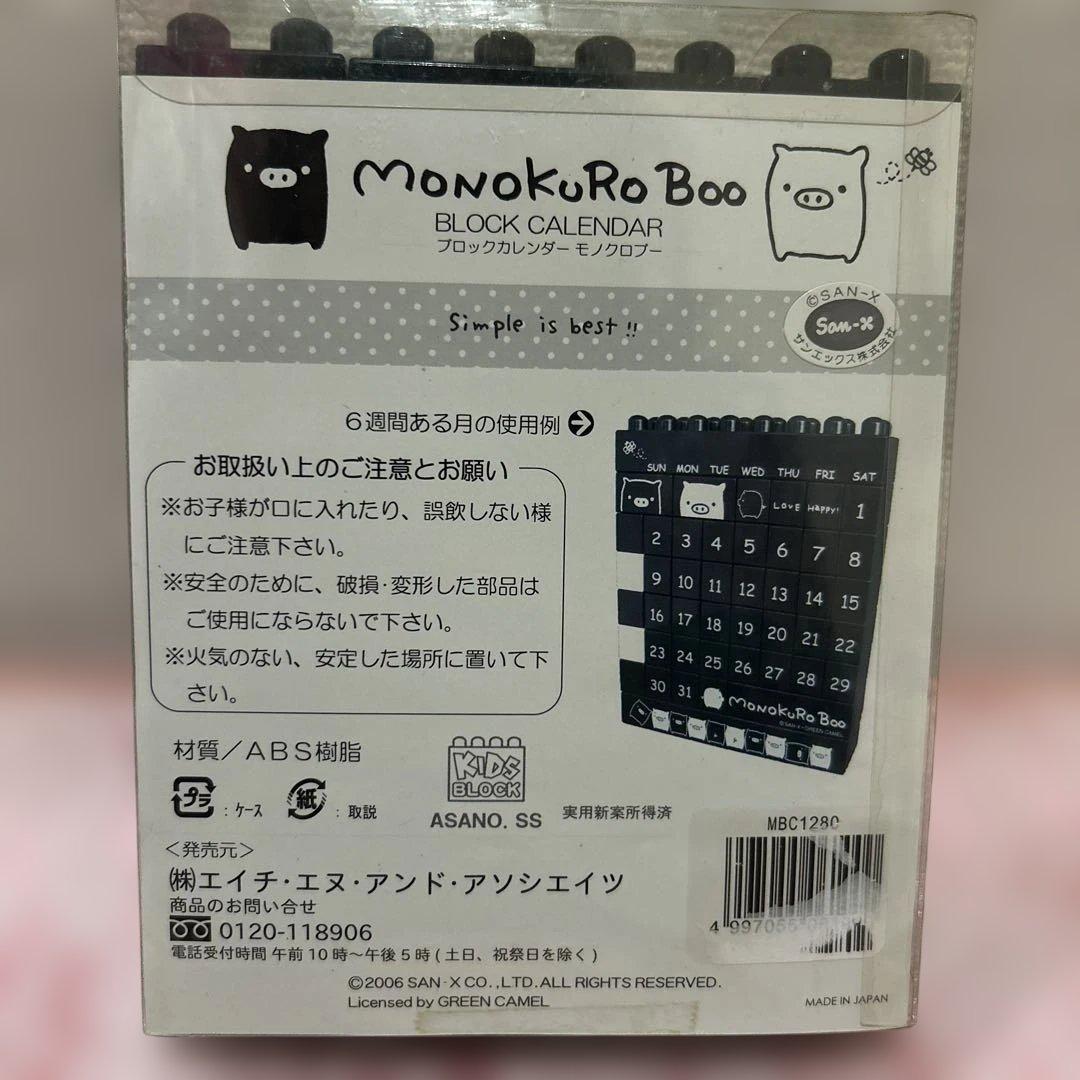 MONOKURO BOO
BLOCK CALENDAR
ブロックカレンダー モノクロブー
Simple is best!!
©SAN-X
San-X
サンエックス株式会社
6週間ある月の使用例
お取扱い上のご注意とお願い
※お子様が口に入れたり、誤飲しない様
にご注意下さい。
※安全のために、破損・変形した部品は
ご使用にならないで下さい。
※火気のない、安定した場所に置いて下
さい。
SUN MON TUE WED THU FRI SAT
LOVE Happy! 1
2 3 4 5 6 7 8
9 10 11 12 13 14 15
16 17 18 19 20 21 22
23 24 25 26 27 28 29
30 31 MONOKURO BOO
©SAN-X・GREEN CAMEL
材質/ABS樹脂
プラ : ケース 紙 : 取説
KIDS
BLOCK
ASANO. SS
実用新案所得済
<発売元>
㈱エイチ・エヌ・アンド・アソシエイツ
商品のお問い合せ
0120-118906
電話受付時間 午前10時〜午後5時(土日、祝祭日を除く)
MBC1280
©2006 SAN-X CO.,LTD. ALL RIGHTS RESERVED.
Licensed by GREEN CAMEL
MADE IN JAPAN